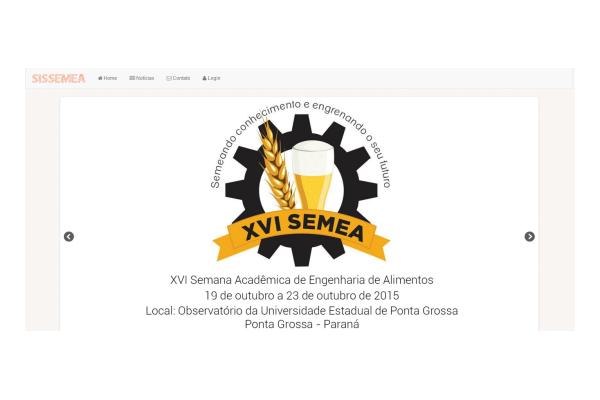 SISSEMEA Home Notícias Contato Login
Semeando conhecimento e engrenando o seu futuro
XVI SEMEA
XVI Semana Acadêmica de Engenharia de Alimentos
19 de outubro a 23 de outubro de 2015
Local: Observatório da Universidade Estadual de Ponta Grossa
Ponta Grossa - Paraná